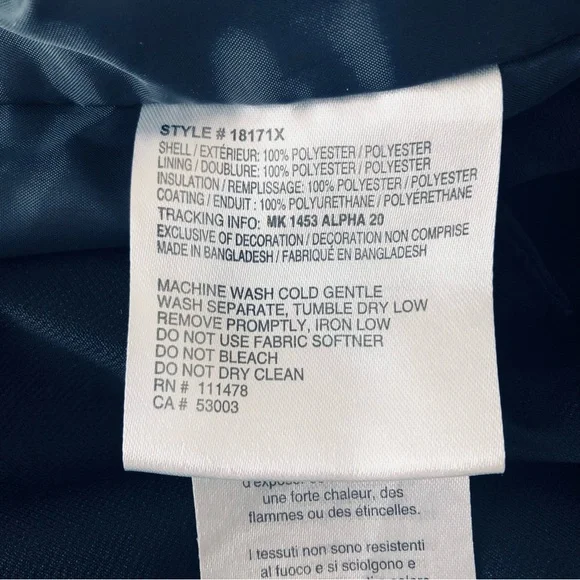 STYLE # 18171X
SHELL / EXTÉRIEUR: 100% POLYESTER / POLYESTER
LINING / DOUBLURE: 100% POLYESTER / POLYESTER
INSULATION / REMPLISSAGE: 100% POLYESTER / POLYESTER
COATING / ENDUIT : 100% POLYURETHANE / POLYÉRETHANE
TRACKING INFO: MK 1453 ALPHA 20
EXCLUSIVE OF DECORATION / DECORATION NON COMPRISE
MADE IN BANGLADESH / FABRIQUÉ EN BANGLADESH
MACHINE WASH COLD GENTLE
WASH SEPARATE, TUMBLE DRY LOW
REMOVE PROMPTLY, IRON LOW
DO NOT USE FABRIC SOFTNER
DO NOT BLEACH
DO NOT DRY CLEAN
RN # 111478
CA # 53003
une forte chaleur, des
flammes ou des étincelles.
I tessuti non sono resistenti
al fuoco e si sciolgono e